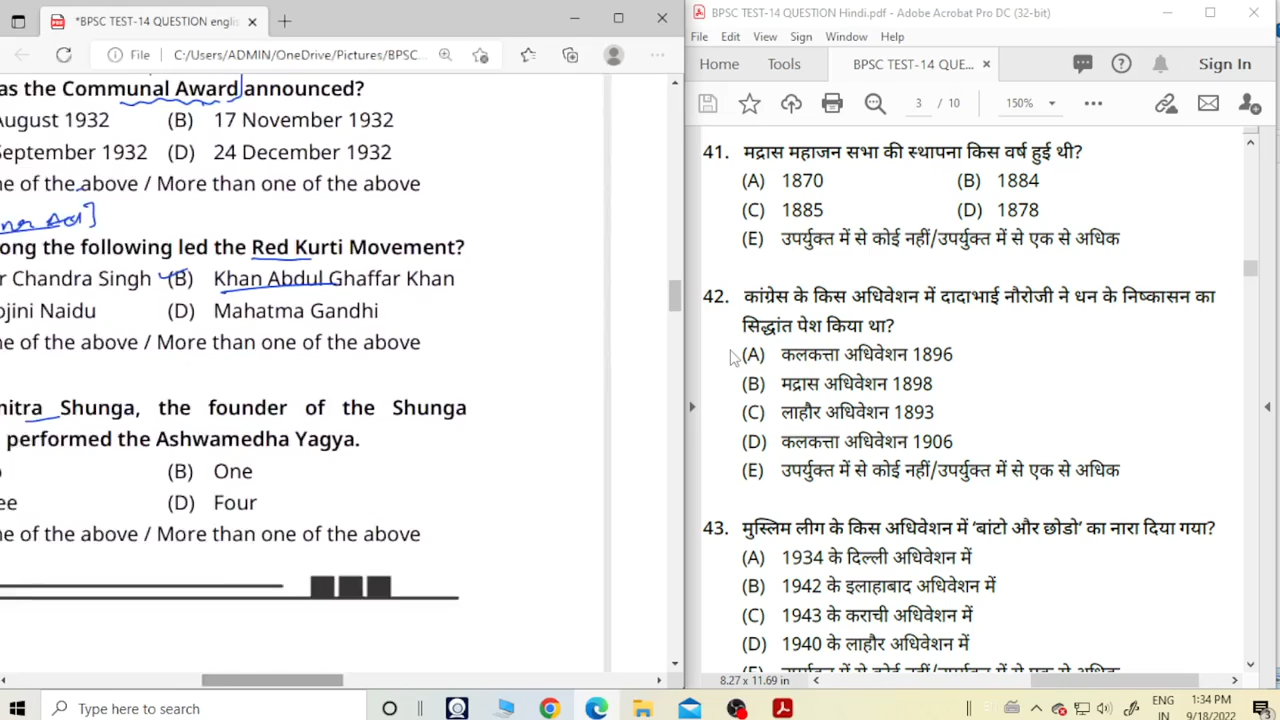 *BPSC TEST-14 QUESTION englis
File
C:/Users/ADMIN/OneDrive/Pictures/BPSC...
as the Communal Award announced?
August 1932 (B) 17 November 1932
September 1932 (D) 24 December 1932
ne of the above / More than one of the above
ong the following led the Red Kurti Movement?
r Chandra Singh (B) Khan Abdul Ghaffar Khan
ojini Naidu (D) Mahatma Gandhi
ne of the above / More than one of the above
mitra Shunga, the founder of the Shunga
performed the Ashwamedha Yagya.
o (B) One
ee (D) Four
ne of the above / More than one of the above
BPSC TEST-14 QUESTION Hindi.pdf - Adobe Acrobat Pro DC (32-bit)
File Edit View Sign Window Help
Home Tools BPSC TEST-14 QUE... Sign In
3 / 10 150%
41. मद्रास महाजन सभा की स्थापना किस वर्ष हुई थी?
(A) 1870 (B) 1884
(C) 1885 (D) 1878
(E) उपर्युक्त में से कोई नहीं/उपर्युक्त में से एक से अधिक
42. कांग्रेस के किस अधिवेशन में दादाभाई नौरोजी ने धन के निष्कासन का
सिद्धांत पेश किया था?
(A) कलकत्ता अधिवेशन 1896
(B) मद्रास अधिवेशन 1898
(C) लाहौर अधिवेशन 1893
(D) कलकत्ता अधिवेशन 1906
(E) उपर्युक्त में से कोई नहीं/उपर्युक्त में से एक से अधिक
43. मुस्लिम लीग के किस अधिवेशन में ‘बांटो और छोडो’ का नारा दिया गया?
(A) 1934 के दिल्ली अधिवेशन में
(B) 1942 के इलाहाबाद अधिवेशन में
(C) 1943 के कराची अधिवेशन में
(D) 1940 के लाहौर अधिवेशन में
8.27 x 11.69 in
Type here to search
ENG
IN
1:34 PM
9/18/2022